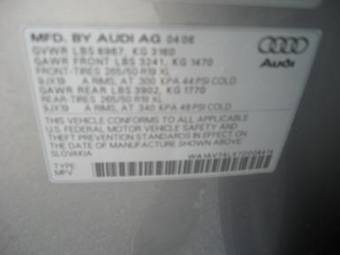 MFD. BY AUDI AG 04 06
GVWR LBS 6967, KG 3160
GAWR FRONT LBS 3241, KG 1470
FRONT-TIRES 265/50 R19 XL
9JX19 A RIMS, AT 300 KPA 44 PSI COLD
GAWR REAR LBS 3902, KG 1770
REAR-TIRES 265/50 R19 XL
9JX19 A RIMS, AT 340 KPA 49 PSI COLD
THIS VEHICLE CONFORMS TO ALL APPLICABLE
U.S. FEDERAL MOTOR VEHICLE SAFETY AND
THEFT PREVENTION STANDARDS IN EFFECT ON
THE DATE OF MANUFACTURE SHOWN ABOVE.
SLOVAKIA
TYPE:
MPV
Audi